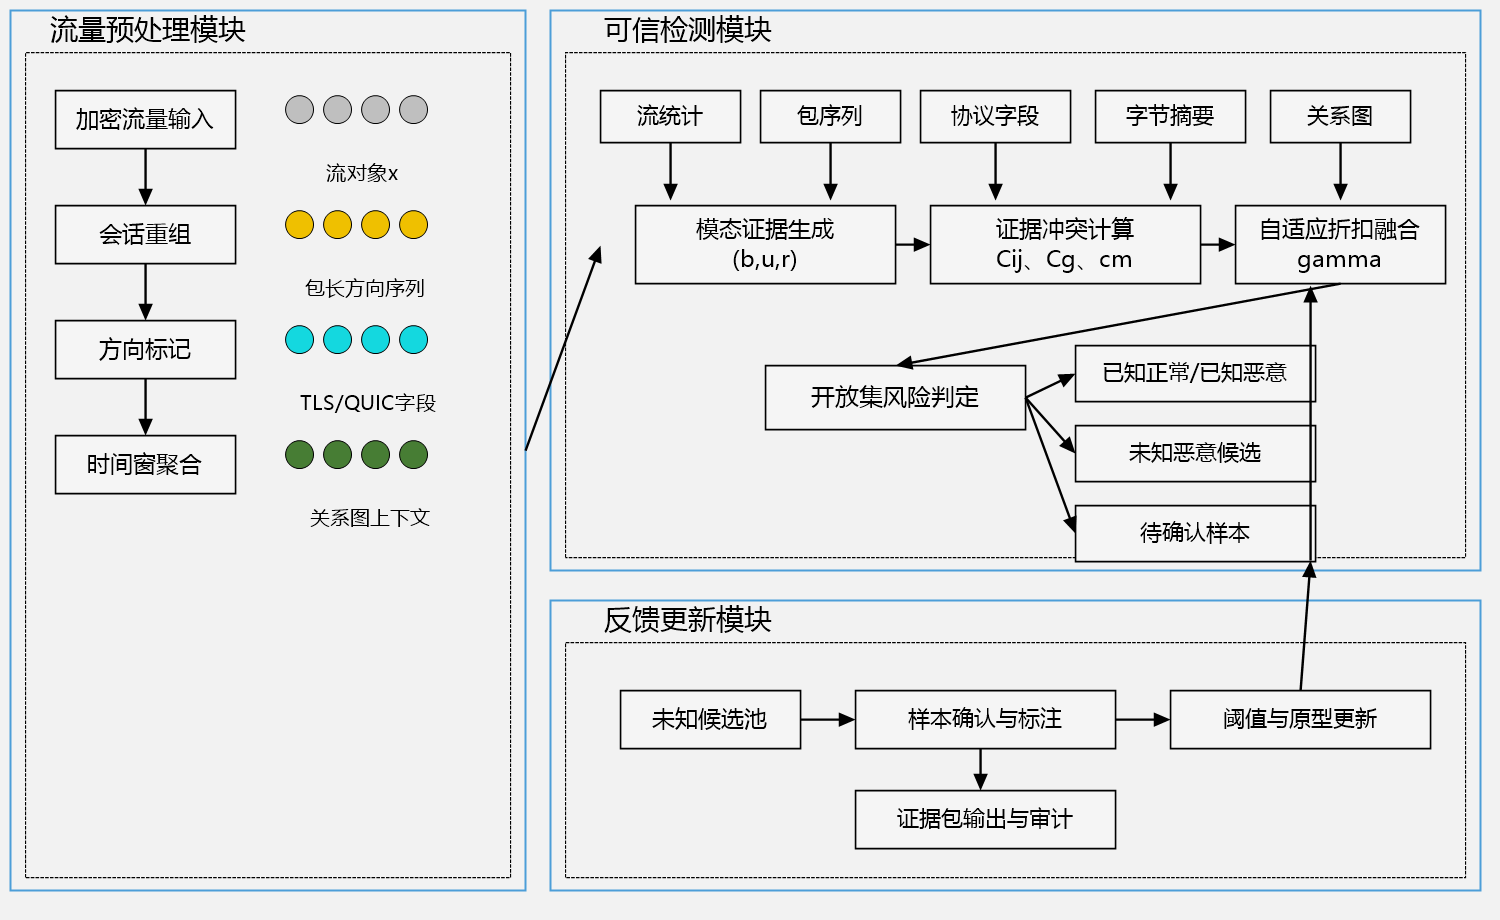 流量预处理模块
加密流量输入
会话重组
方向标记
时间窗聚合
流对象x
包长方向序列
TLS/QUIC字段
关系图上下文
可信检测模块
流统计
包序列
协议字段
字节摘要
关系图
模态证据生成
(b,u,r)
证据冲突计算
Cij、Cg、cm
自适应折扣融合
gamma
开放集风险判定
已知正常/已知恶意
未知恶意候选
待确认样本
反馈更新模块
未知候选池
样本确认与标注
阈值与原型更新
证据包输出与审计